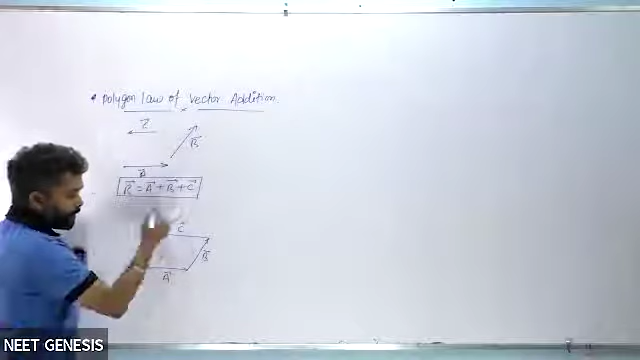 • Polygon law of Vector Addition
C
B
A
R = A + B + C
C
B
A
NEET GENESIS